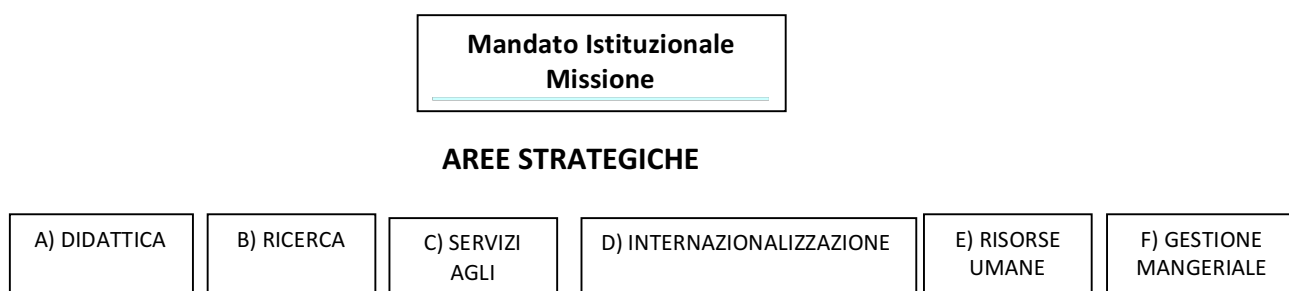 Mandato Istituzionale
Missione
AREE STRATEGICHE
A) DIDATTICA
B) RICERCA
C) SERVIZI
AGLI
D) INTERNAZIONALIZZAZIONE
E) RISORSE
UMANE
F) GESTIONE
MANGERIALE